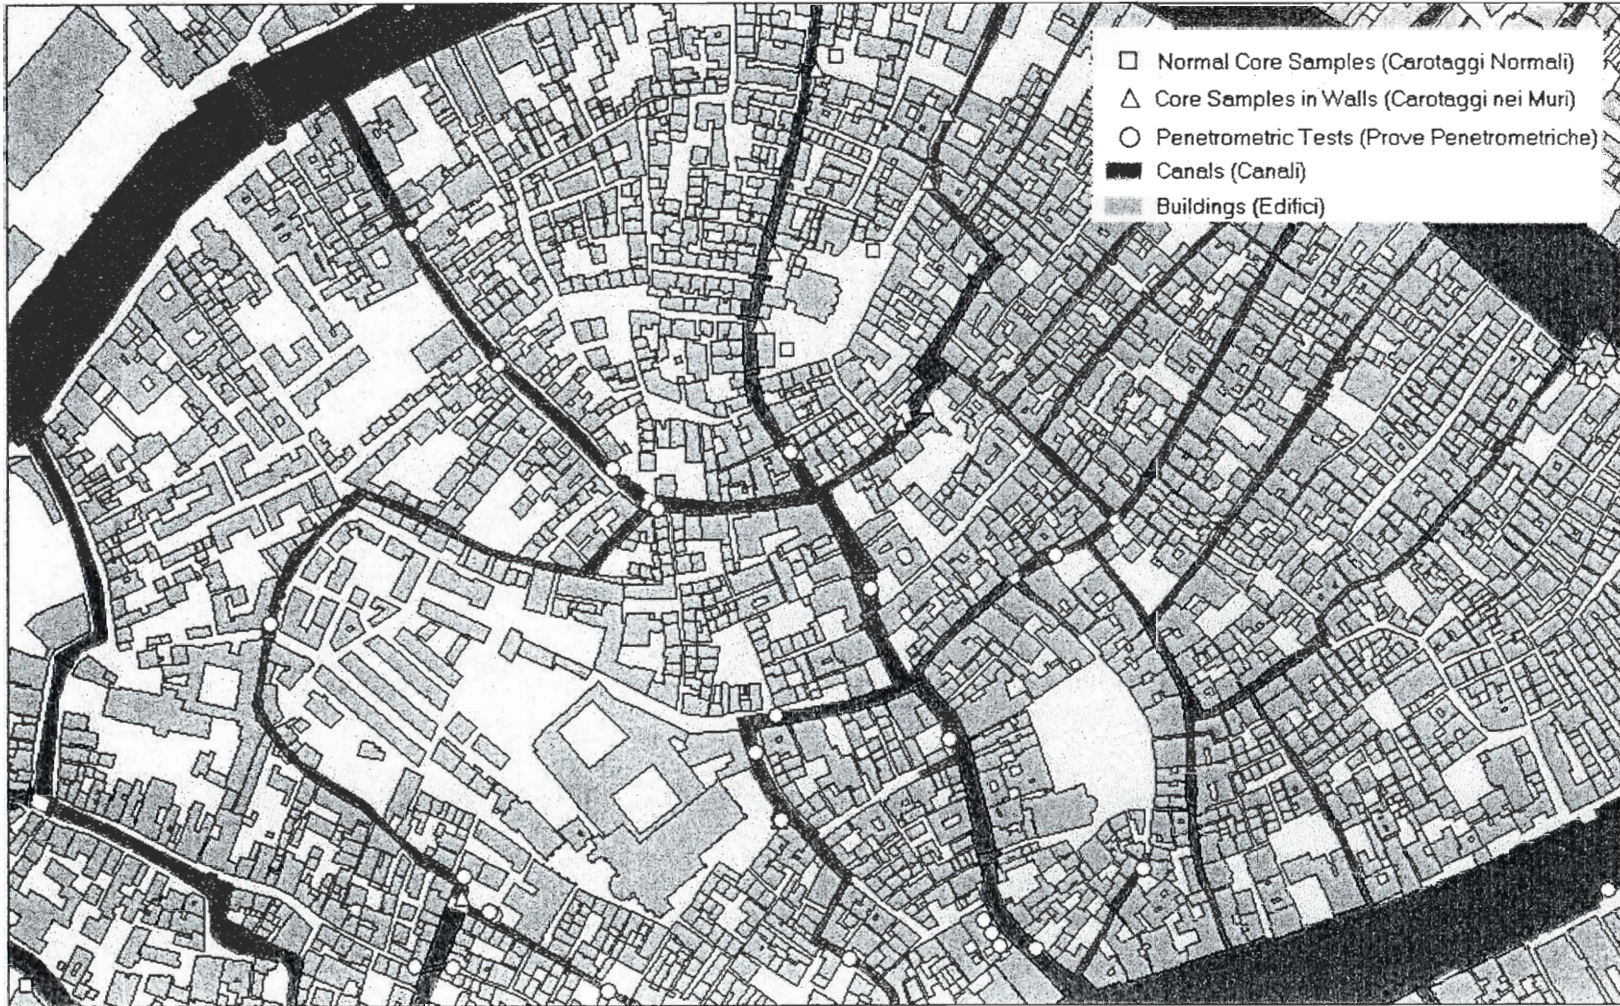 Normal Core Samples (Carotaggi Normali)
Core Samples in Walls (Carotaggi nei Muri)
Penetrometric Tests (Prove Penetrometriche)
Canals (Canali)
Buildings (Edifici)